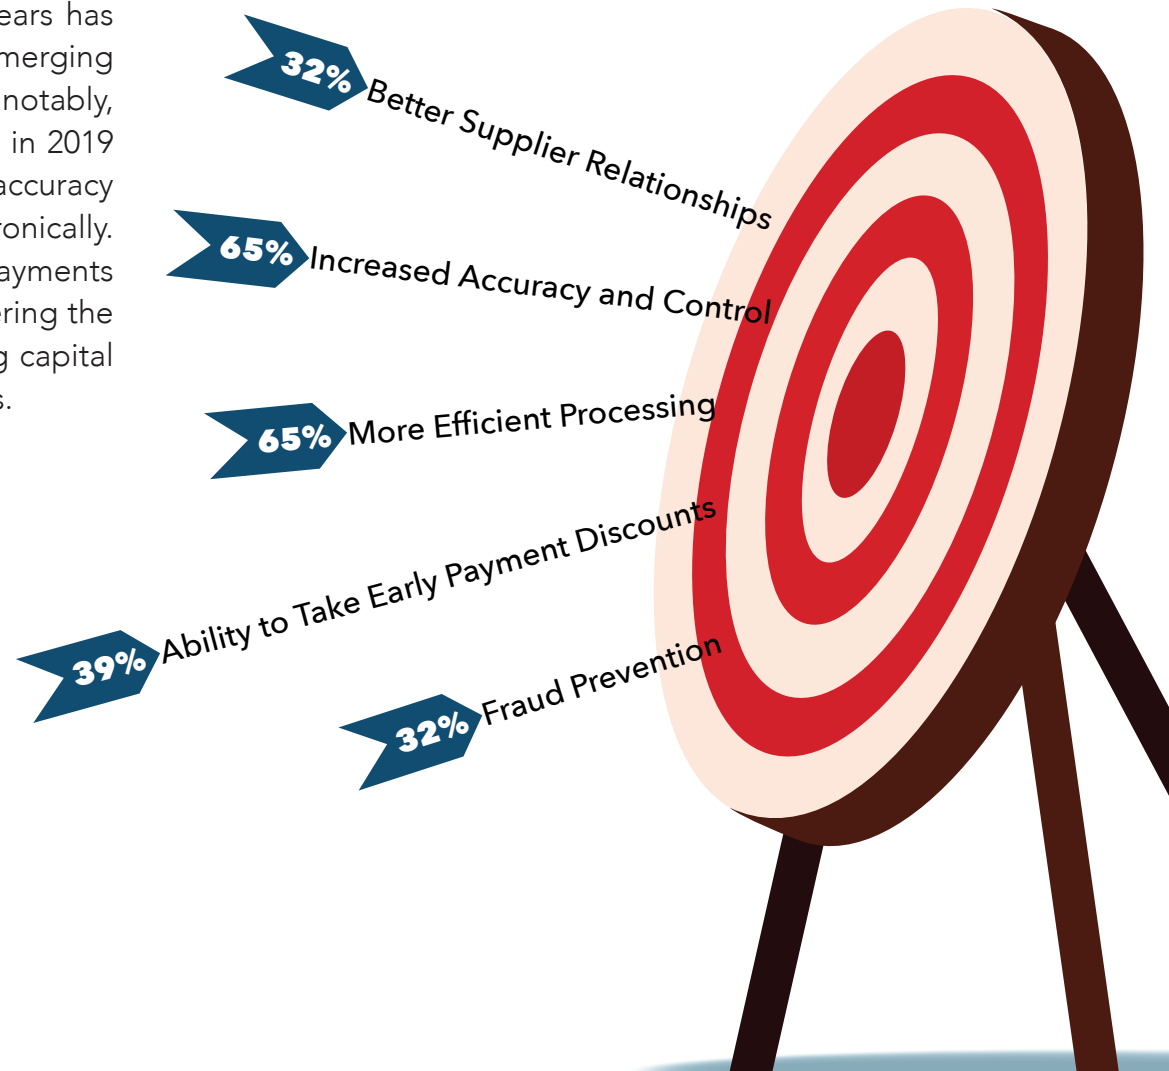 ears has
merging
notably,
in 2019
accuracy
ronically.
ayments
ering the
g capital
s.
32% Better Supplier Relationships
65% Increased Accuracy and Control
65% More Efficient Processing
39% Ability to Take Early Payment Discounts
32% Fraud Prevention